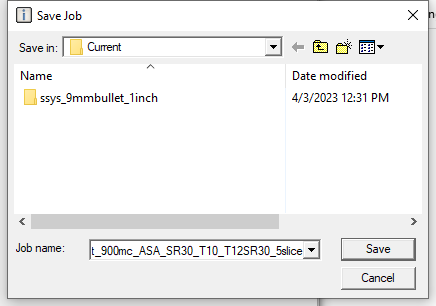 Save Job
Save in: Current
Name Date modified
ssys_9mmbullet_1inch 4/3/2023 12:31 PM
Job name: t_900mc_ASA_SR30_T10_T12SR30_5slice Save
Cancel